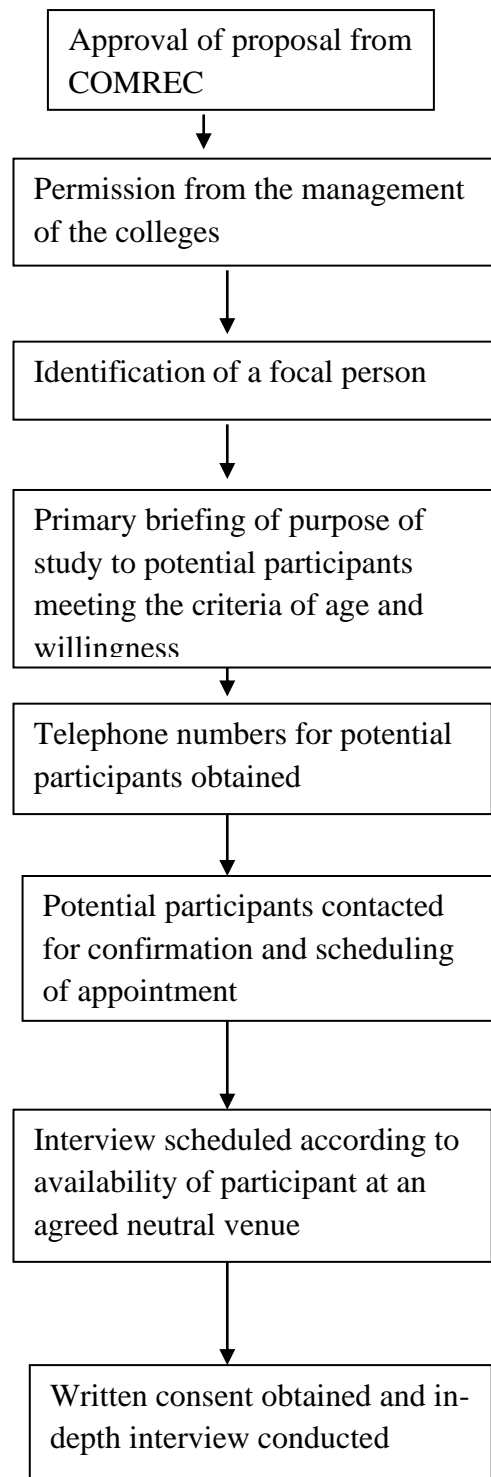 Approval of proposal from
COMREC
Permission from the management
of the colleges
Identification of a focal person
Primary briefing of purpose of
study to potential participants
meeting the criteria of age and
willingness
Telephone numbers for potential
participants obtained
Potential participants contacted
for confirmation and scheduling
of appointment
Interview scheduled according to
availability of participant at an
agreed neutral venue
Written consent obtained and in-
depth interview conducted